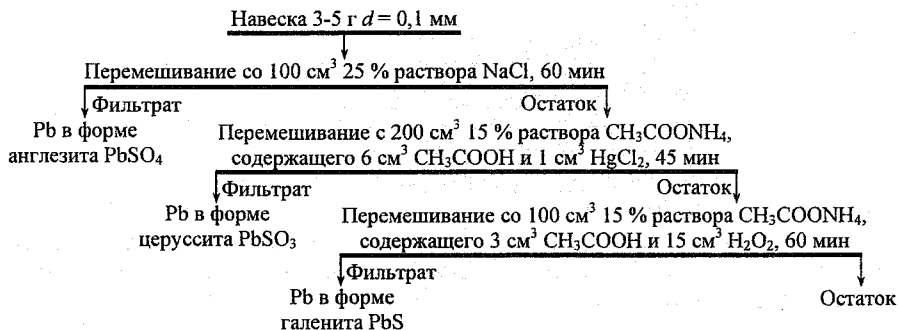 Навеска 3-5 г d = 0,1 мм
Перемешивание со 100 см³ 25 % раствора NaCl, 60 мин
Фильтрат Остаток
Pb в форме
англезита PbSO₄
Перемешивание с 200 см³ 15 % раствора CH₃COONH₄,
содержащего 6 см³ CH₃COOH и 1 см³ HgCl₂, 45 мин
Фильтрат Остаток
Pb в форме
церуссита PbSO₃
Перемешивание со 100 см³ 15 % раствора CH₃COONH₄,
содержащего 3 см³ CH₃COOH и 15 см³ H₂O₂, 60 мин
Фильтрат
Pb в форме
галенита PbS
Остаток